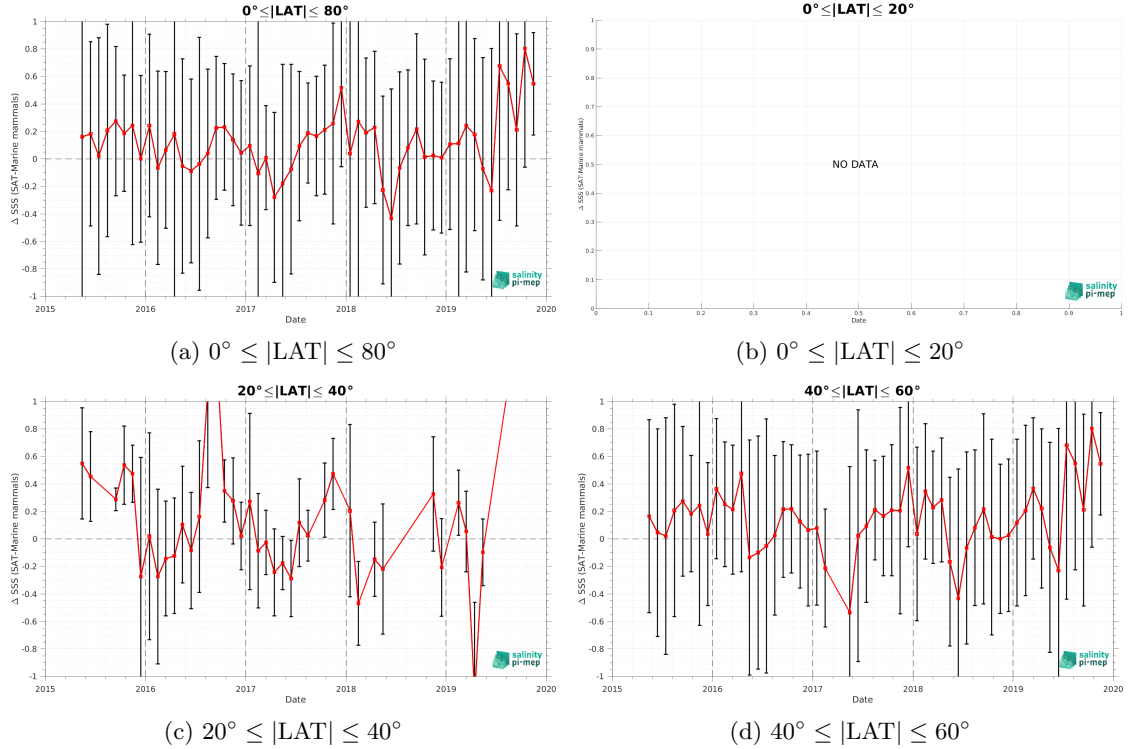 0°≤|LAT|≤ 80°
Δ SSS (SAT-Marine mammals)
1
0.8
0.6
0.4
0.2
0
-0.2
-0.4
-0.6
-0.8
-1
2015 2016 2017 2018 2019 2020
Date
salinity
pi-mep
(a) 0° ≤ |LAT| ≤ 80°
0°≤|LAT|≤ 20°
Δ SSS (SAT-Marine mammals)
1
0.9
0.8
0.7
0.6
0.5
0.4
0.3
0.2
0.1
0
NO DATA
0 0.1 0.2 0.3 0.4 0.5 0.6 0.7 0.8 0.9 1
Date
salinity
pi-mep
(b) 0° ≤ |LAT| ≤ 20°
20°≤|LAT|≤ 40°
Δ SSS (SAT-Marine mammals)
1
0.8
0.6
0.4
0.2
0
-0.2
-0.4
-0.6
-0.8
-1
2015 2016 2017 2018 2019 2020
Date
salinity
pi-mep
(c) 20° ≤ |LAT| ≤ 40°
40°≤|LAT|≤ 60°
Δ SSS (SAT-Marine mammals)
1
0.8
0.6
0.4
0.2
0
-0.2
-0.4
-0.6
-0.8
-1
2015 2016 2017 2018 2019 2020
Date
salinity
pi-mep
(d) 40° ≤ |LAT| ≤ 60°